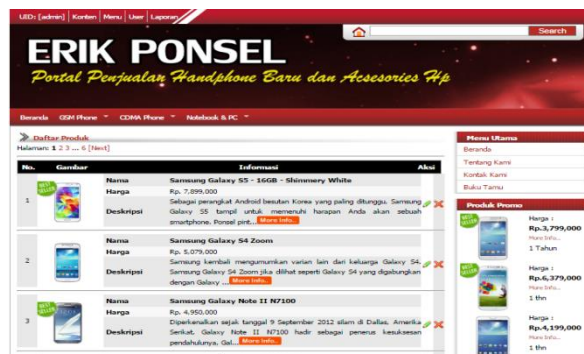 UID: [admin] Konten Menu User Laporan
Search
ERIK PONSEL
Portal Penjualan Handphone Baru dan Acsesories Hp
Beranda GSM Phone CDMA Phone Notebook & PC
Daftar Produk
Halaman: 1 2 3 ... 6 [Next]
No. Gambar Informasi Aksi
1
BEST SELLER
Nama Samsung Galaxy S5 - 16GB - Shimmery White
Harga Rp. 7,899,000
Deskripsi Sebagai perangkat Android besutan Korea yang paling ditunggu. Samsung
Galaxy S5 tampil untuk memenuhi harapan Anda akan sebuah
smartphone. Ponsel pint... More Info..
2
Nama Samsung Galaxy S4 Zoom
Harga Rp. 5,079,000
Deskripsi Samsung kembali mengumumkan varian lain dari keluarga Galaxy S4.
Samsung Galaxy S4 Zoom jika dilihat seperti Galaxy S4 yang digabungkan
dengan Galaxy ... More Info..
3
BEST SELLER
Nama Samsung Galaxy Note II N7100
Harga Rp. 4,950,000
Deskripsi Diperkenalkan sejak tanggal 9 September 2012 silam di Dallas, Amerika
Serikat. Galaxy Note II N7100 hadir sebagai penerus kesuksesan
pendahulunya, Gal... More Info..
Menu Utama
Beranda
Tentang Kami
Kontak Kami
Buku Tamu
Produk Promo
BEST SELLER
Harga :
Rp.3,799,000
More Info..
1 Tahun
BEST SELLER
Harga :
Rp.6,379,000
More Info..
1 thn
Harga :
Rp.4,199,000
More Info..
1 thn